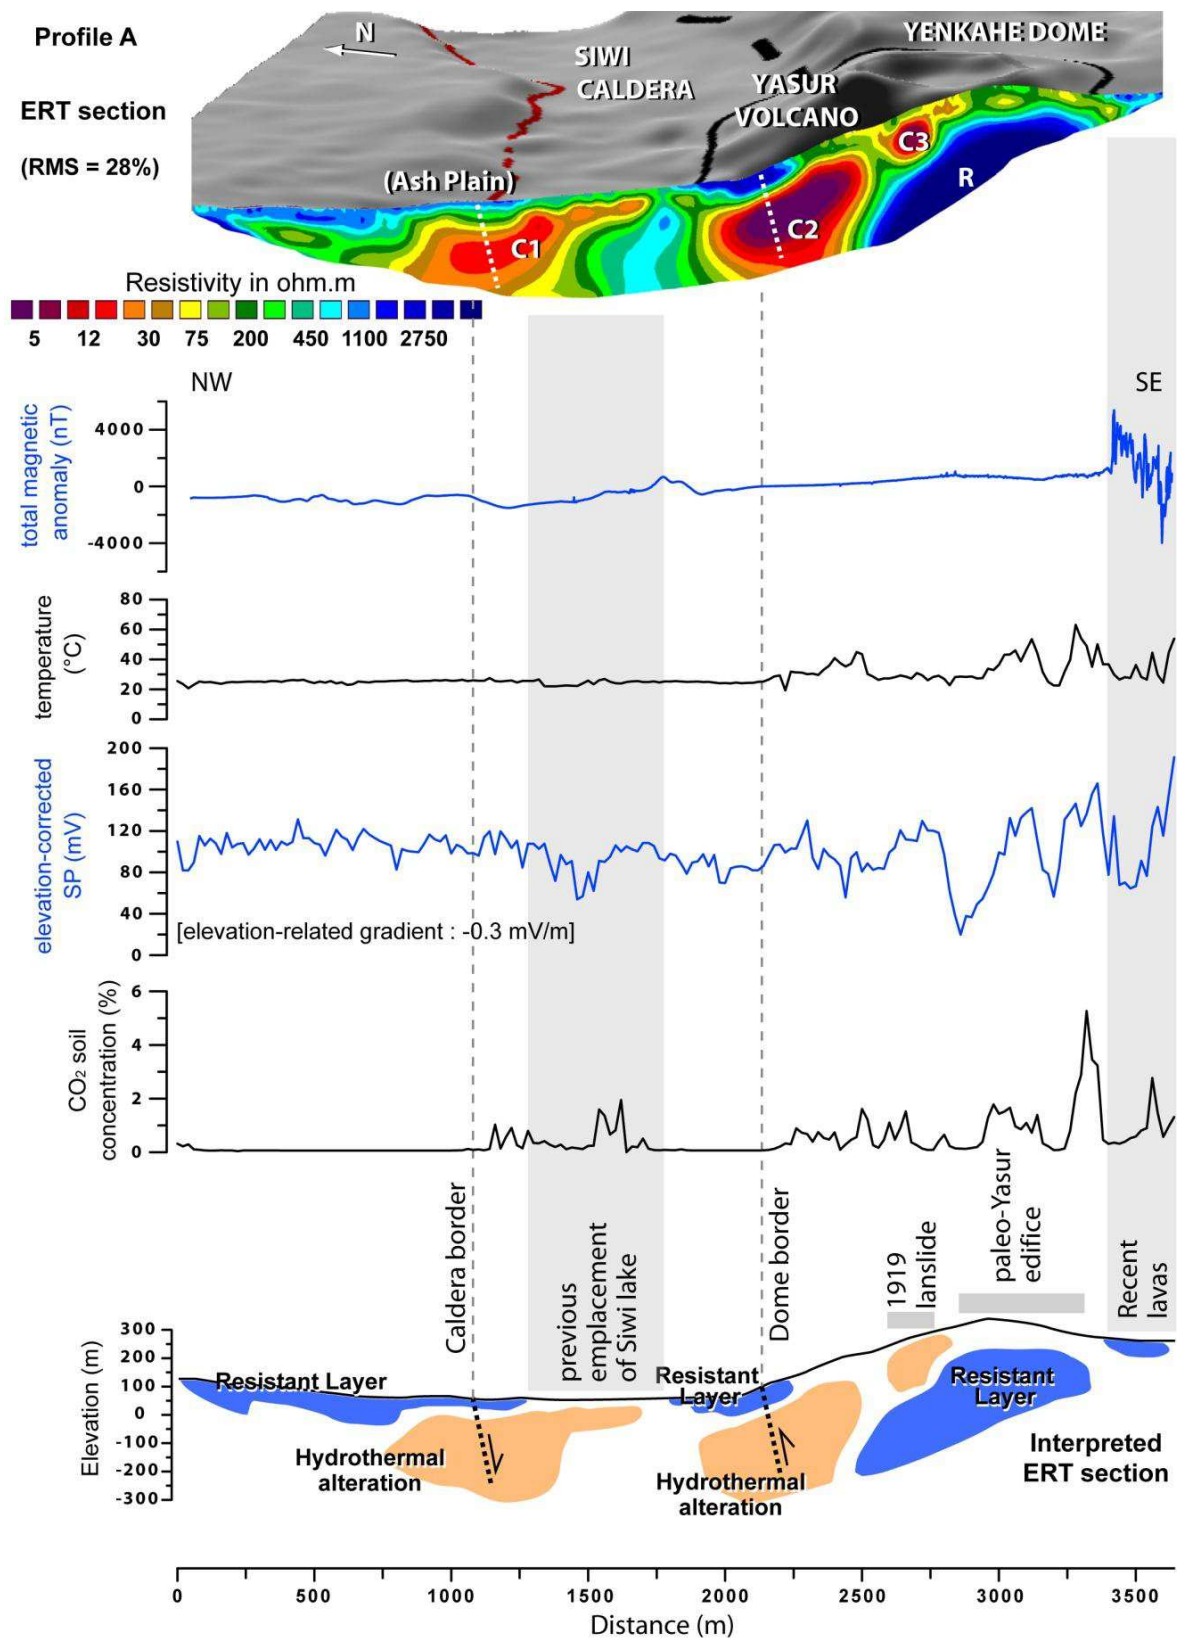 Profile A
N
YENKAHE DOME
SIWI
CALDERA
YASUR
VOLCANO
ERT section
(RMS = 28%)
(Ash Plain)
C1
C2
C3
R
Resistivity in ohm.m
5 12 30 75 200 450 1100 2750
NW
SE
total magnetic
anomaly (nT)
4000
0
-4000
temperature
(°C)
80
60
40
20
0
elevation-corrected
SP (mV)
200
160
120
80
40
0
[elevation-related gradient : -0.3 mV/m]
CO2 soil
concentration (%)
6
4
2
0
Caldera border
previous
emplacement
of Siwi lake
Dome border
1919
lanslide
paleo-Yasur
edifice
Recent
lavas
Elevation (m)
300
200
100
0
-100
-200
-300
Resistant Layer
Resistant
Layer
Resistant
Layer
Hydrothermal
alteration
Hydrothermal
alteration
Interpreted
ERT section
0 500 1000 1500 2000 2500 3000 3500
Distance (m)